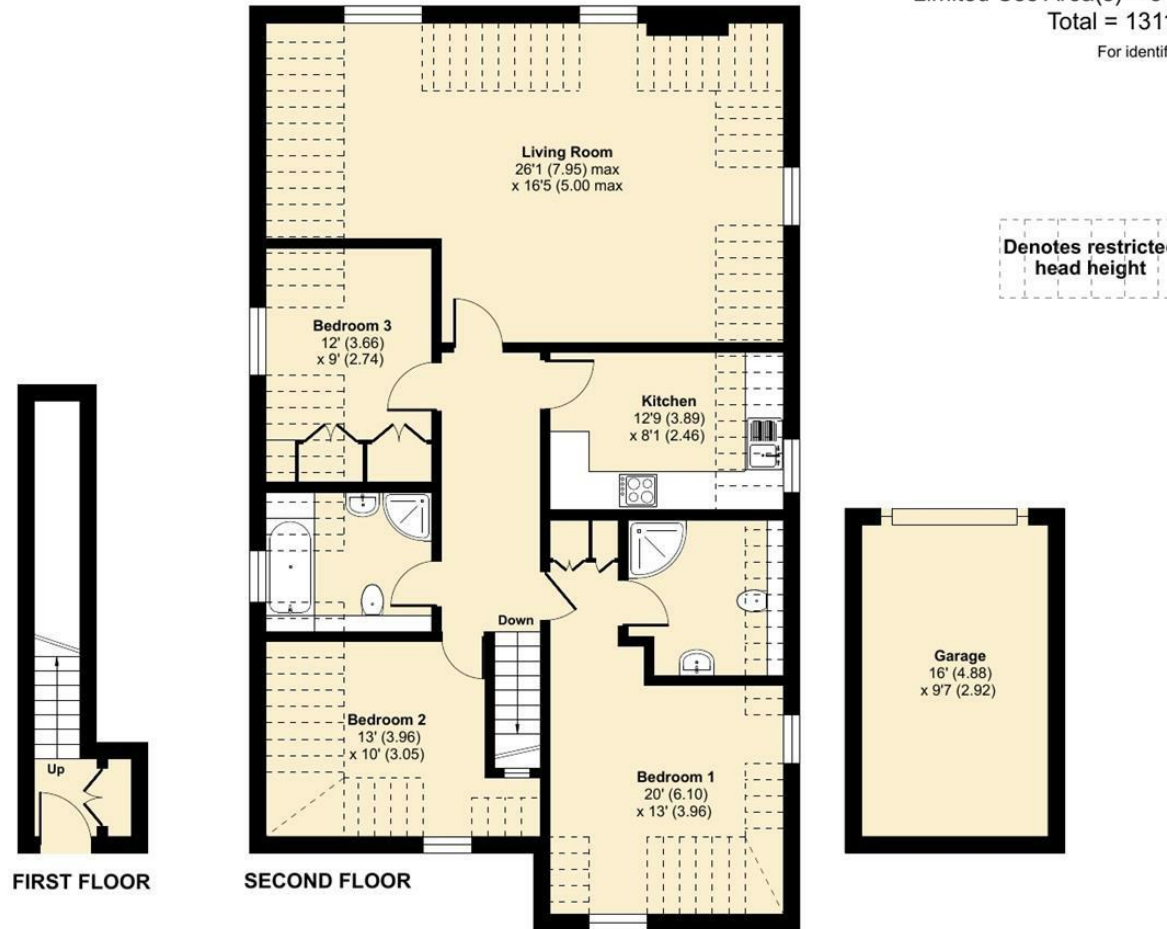 Total = 131
For identif
Living Room
26'1 (7.95) max
x 16'5 (5.00 max
Denotes restricted
head height
Bedroom 3
12' (3.66)
x 9' (2.74)
Kitchen
12'9 (3.89)
x 8'1 (2.46)
Down
Garage
16' (4.88)
x 9'7 (2.92)
Bedroom 2
13' (3.96)
x 10' (3.05)
Up
Bedroom 1
20' (6.10)
x 13' (3.96)
FIRST FLOOR
SECOND FLOOR